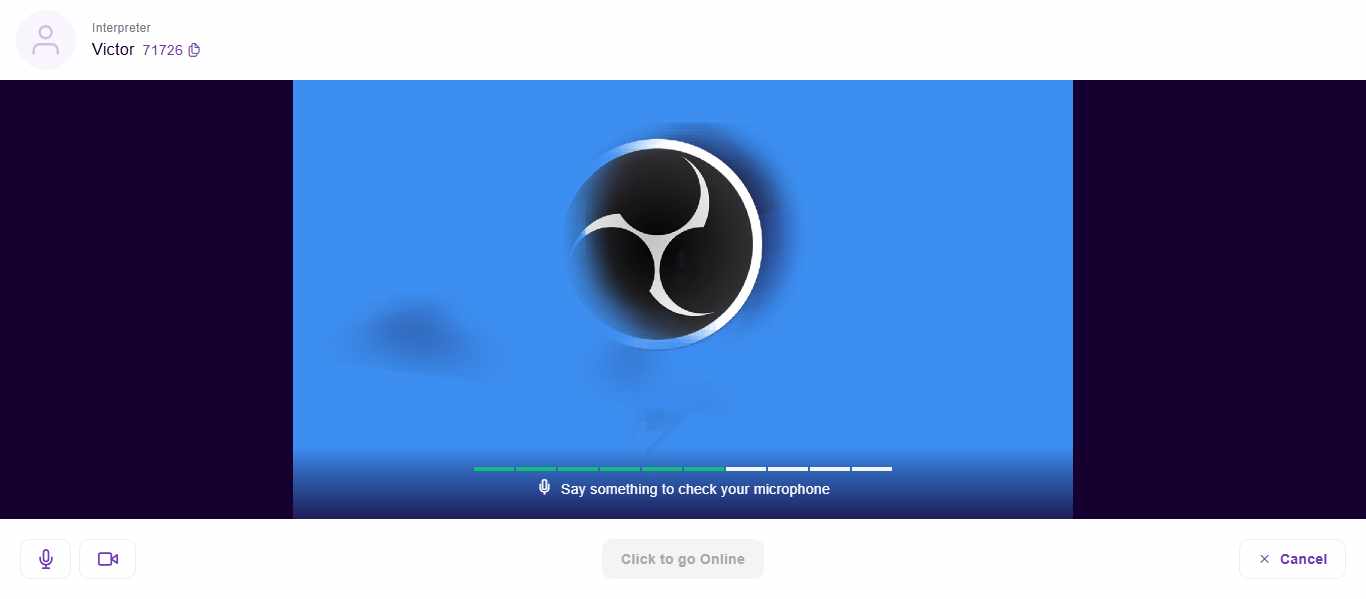 Interpreter
Victor 71726
Say something to check your microphone
Click to go Online
Cancel